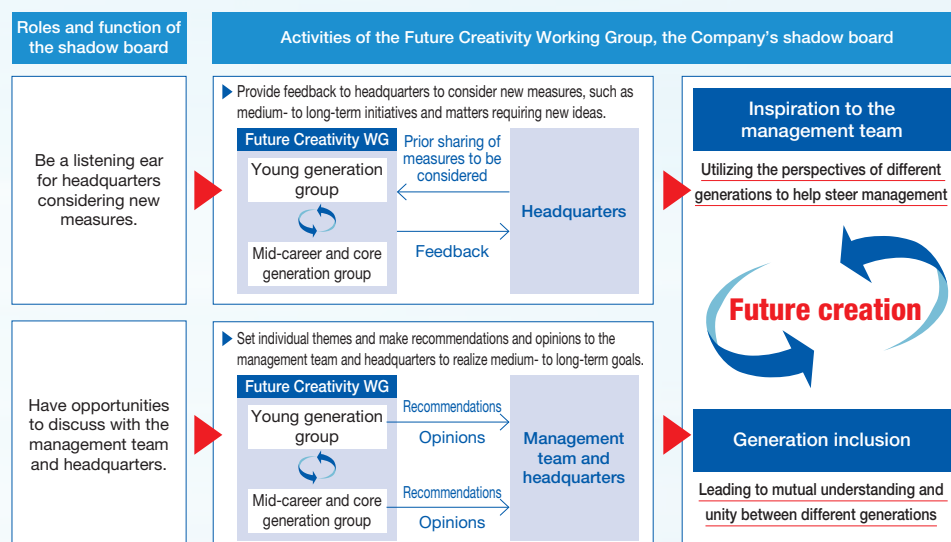 Roles and function of
the shadow board
Activities of the Future Creativity Working Group, the Company's shadow board
Be a listening ear
for headquarters
considering new
measures.
Provide feedback to headquarters to consider new measures, such as
medium- to long-term initiatives and matters requiring new ideas.
Future Creativity WG
Young generation
group
Mid-career and core
generation group
Prior sharing of
measures to be
considered
Feedback
Headquarters
Have opportunities
to discuss with the
management team
and headquarters.
Set individual themes and make recommendations and opinions to the
management team and headquarters to realize medium- to long-term goals.
Future Creativity WG
Young generation
group
Mid-career and core
generation group
Recommendations
Opinions
Recommendations
Opinions
Management
team and
headquarters
Inspiration to the
management team
Utilizing the perspectives of different
generations to help steer management
Future creation
Generation inclusion
Leading to mutual understanding and
unity between different generations